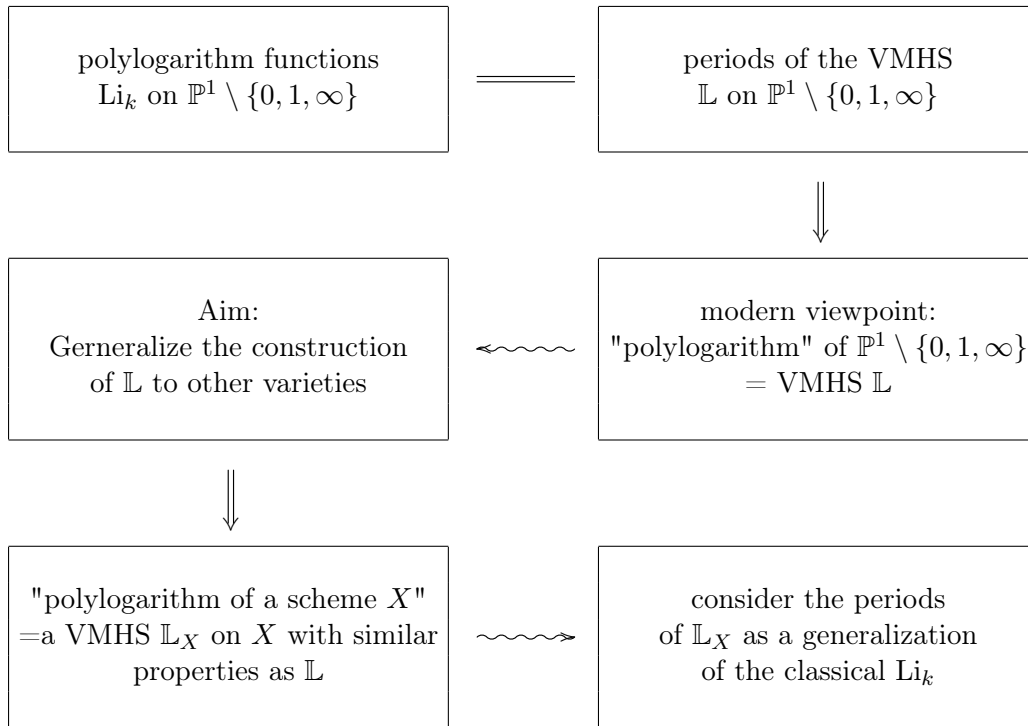 polylogarithm functions
Li_k on ℙ¹ \ {0, 1, ∞}
periods of the VMHS
𝕃 on ℙ¹ \ {0, 1, ∞}
modern viewpoint:
"polylogarithm" of ℙ¹ \ {0, 1, ∞}
= VMHS 𝕃
Aim:
Gerneralize the construction
of 𝕃 to other varieties
"polylogarithm of a scheme X"
=a VMHS 𝕃_X on X with similar
properties as 𝕃
consider the periods
of 𝕃_X as a generalization
of the classical Li_k